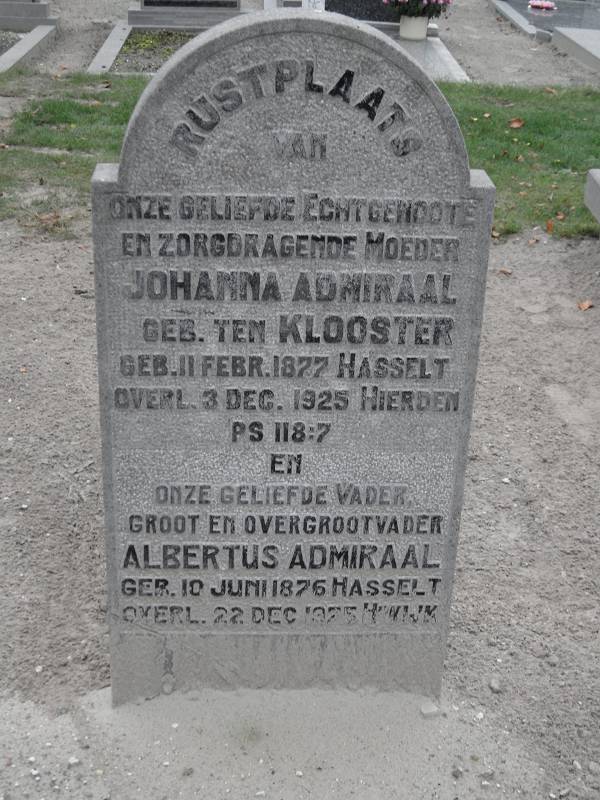 RUSTPLAATS
VAN
ONZE GELIEFDE ECHTGENOOTE
EN ZORGDRAGENDE MOEDER
JOHANNA ADMIRAAL
GEB. TEN KLOOSTER
GEB. 11 FEBR. 1877 HASSELT
OVERL. 3 DEC. 1925 HIERDEN
PS 118:7
EN
ONZE GELIEFDE VADER,
GROOT EN OVERGROOTVADER
ALBERTUS ADMIRAAL
GEB. 10 JUNI 1876 HASSELT
OVERL. 22 DEC H'WIJK